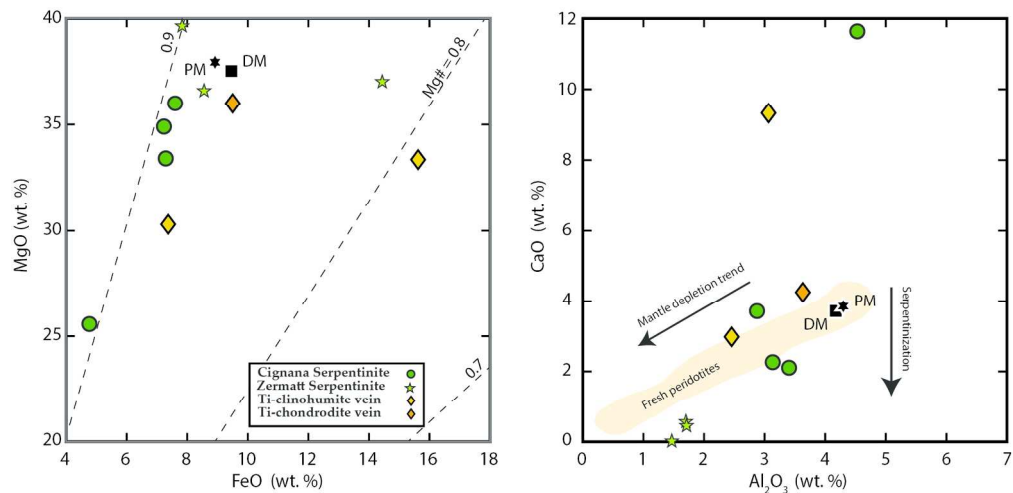 40
35
30
25
20
MgO (wt. %)
0.9
PM
DM
Mg# = 0.8
0.7
Cignana Serpentinite
Zermatt Serpentinite
Ti-clinohumite vein
Ti-chondrodite vein
4 6 8 10 12 14 16 18
FeO (wt. %)
12
10
8
6
4
2
0
CaO (wt. %)
Mantle depletion trend
PM
DM
Serpentinization
Fresh peridotites
0 1 2 3 4 5 6 7
Al2O3 (wt. %)